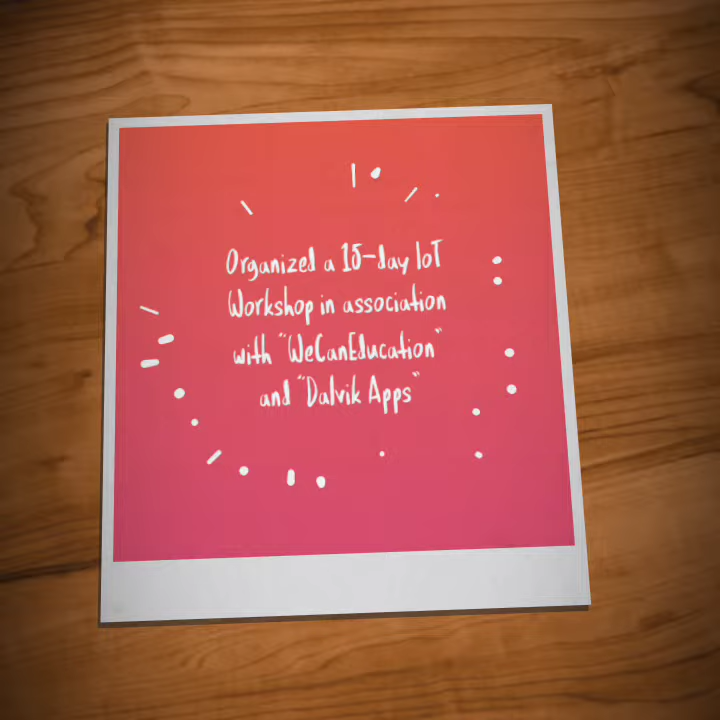 Organized a 15-day IoT
Workshop in association
with "WeCanEducation"
and "Dalvik Apps"